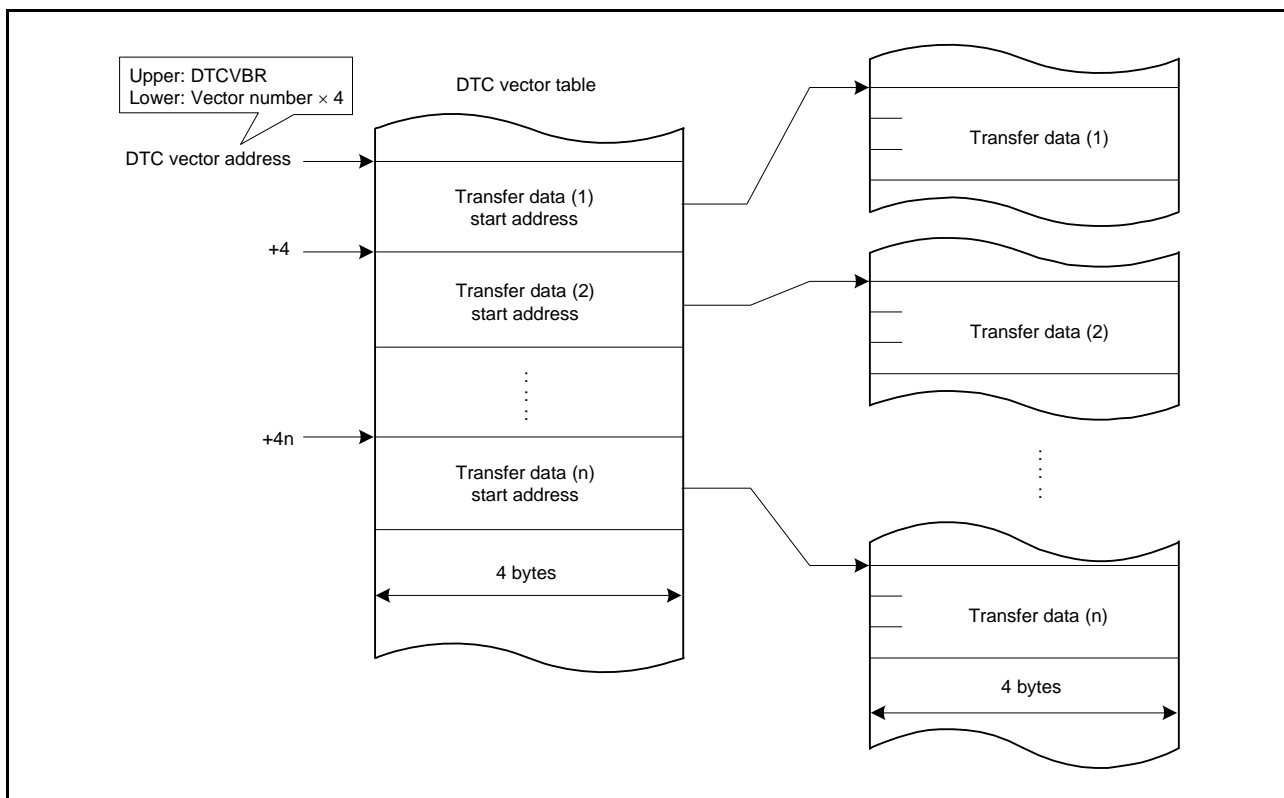 Upper: DTCVBR
Lower: Vector number × 4
DTC vector table
DTC vector address
Transfer data (1)
start address
+4
Transfer data (2)
start address
+4n
Transfer data (n)
start address
4 bytes
Transfer data (1)
Transfer data (2)
Transfer data (n)
4 bytes